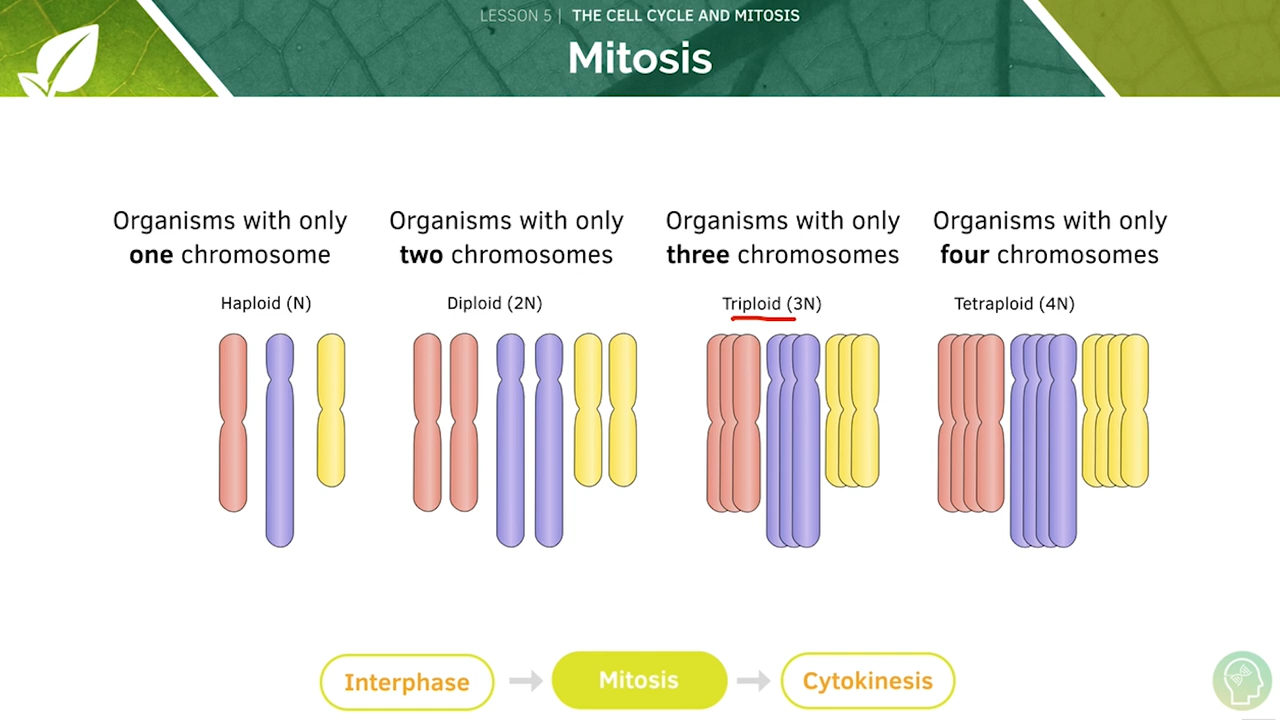 LESSON 5 | THE CELL CYCLE AND MITOSIS
Mitosis
Organisms with only
one chromosome
Haploid (N)
Organisms with only
two chromosomes
Diploid (2N)
Organisms with only
three chromosomes
Triploid (3N)
Organisms with only
four chromosomes
Tetraploid (4N)
Interphase
Mitosis
Cytokinesis